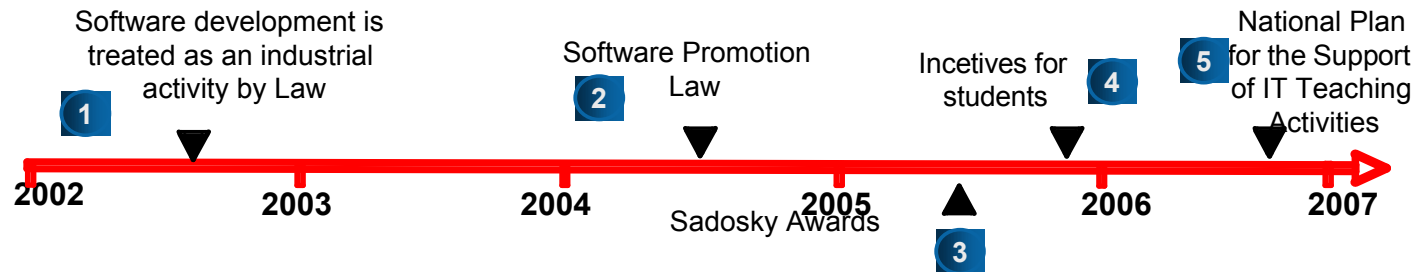 Software development is
treated as an industrial
activity by Law
1
Software Promotion
Law
2
Incetives for
students
4
5
National Plan
for the Support
of IT Teaching
Activities
2002
2003
2004
2005
2006
2007
Sadosky Awards
3